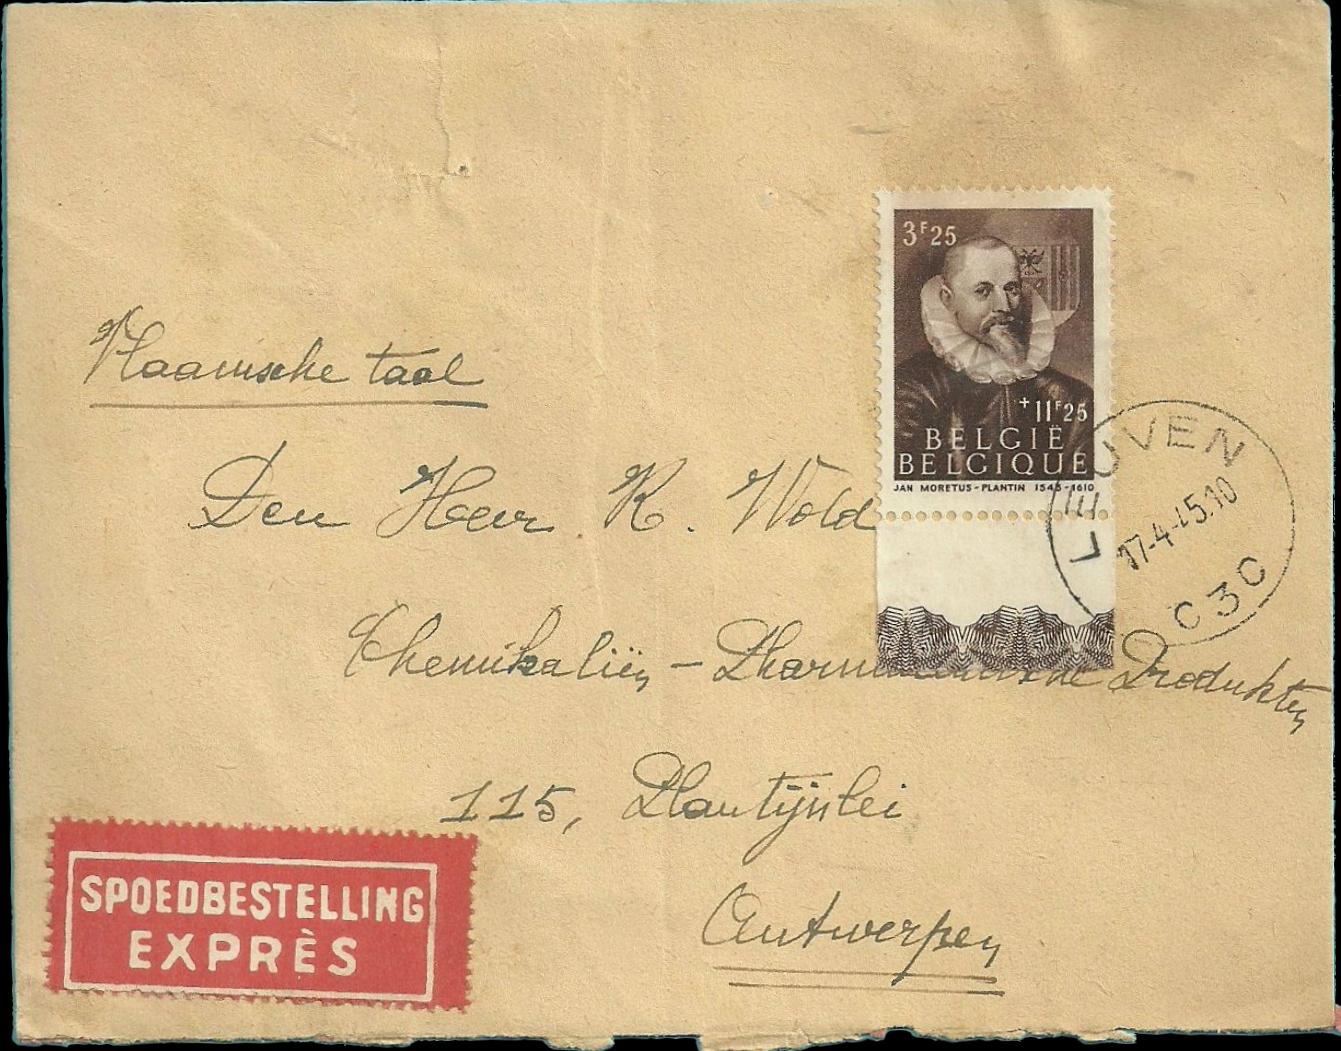 3F25
+11F25
BELGIË
BELGIQUE
JAN MORETUS-PLANTIN 1543-1610
LEUVEN
17-4-45.10
C3C
Vlaamsche taal
Den Heer K. Wold
Chemikaliën - Produkten
115, Plantijnlei
Antwerpen
SPOEDBESTELLING
EXPRÈS